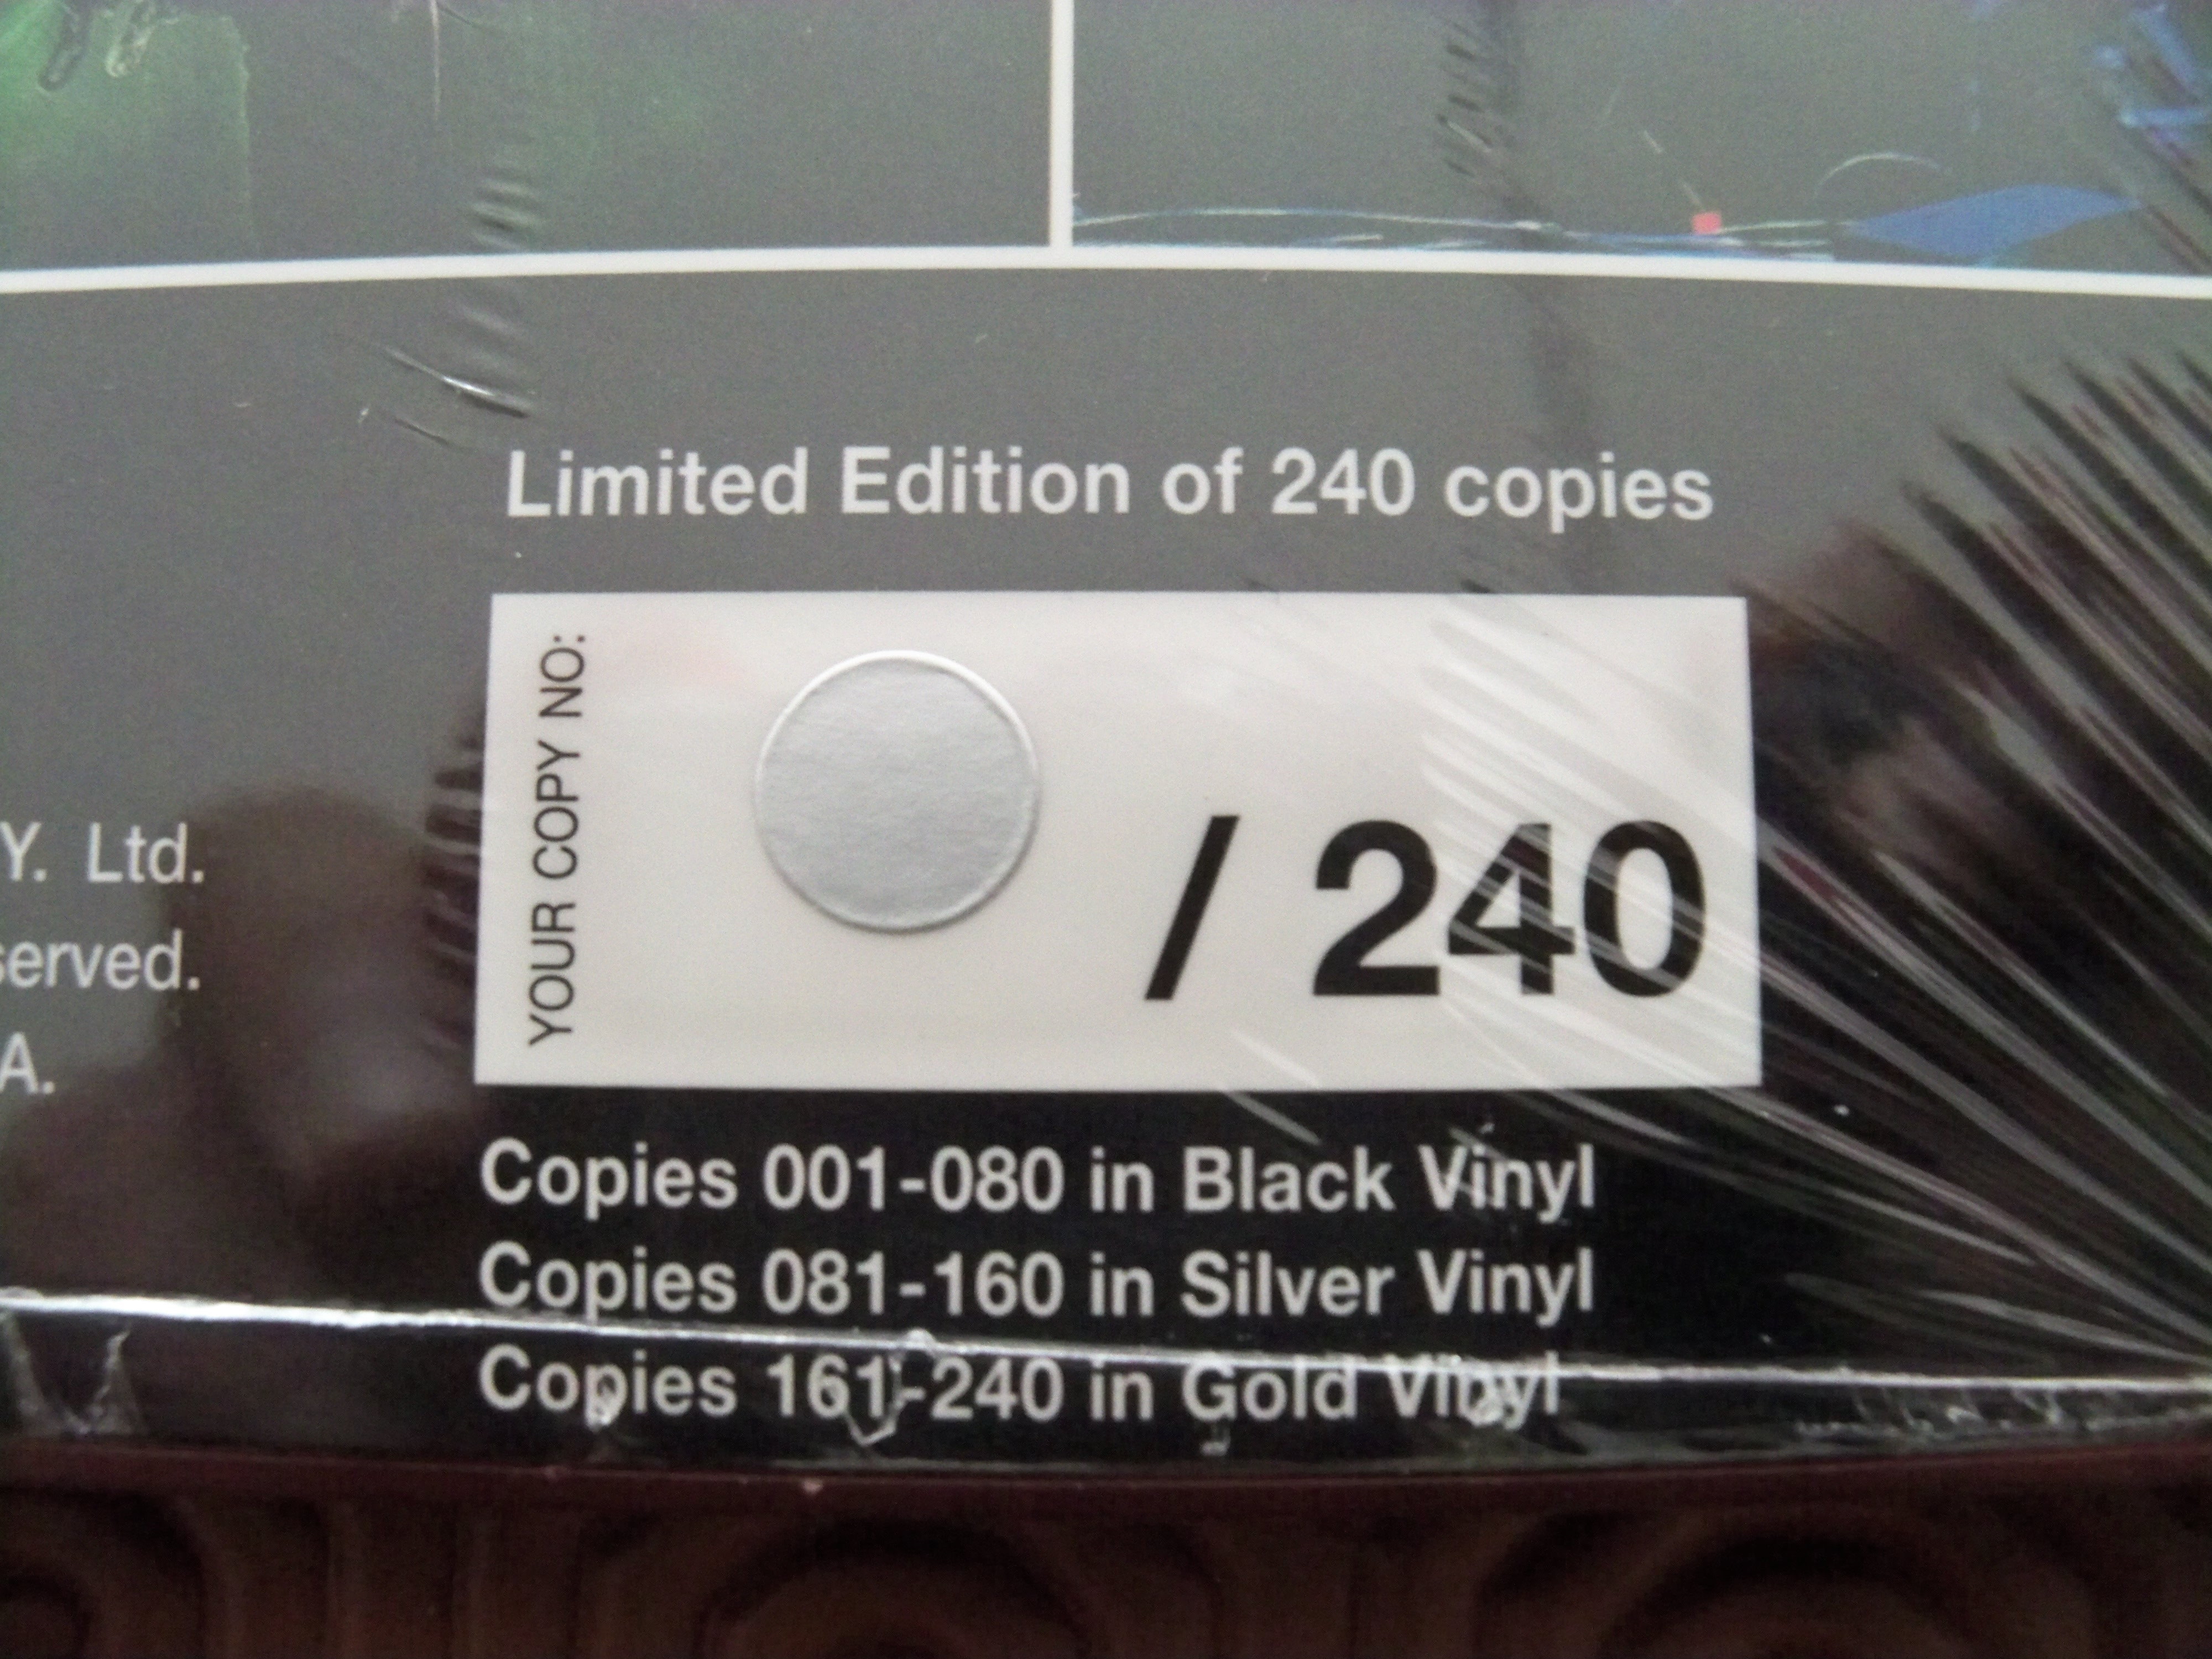 Limited Edition of 240 copies
YOUR COPY NO:
/ 240
Y. Ltd.
served.
A.
Copies 001-080 in Black Vinyl
Copies 081-160 in Silver Vinyl
Copies 161-240 in Gold Vinyl